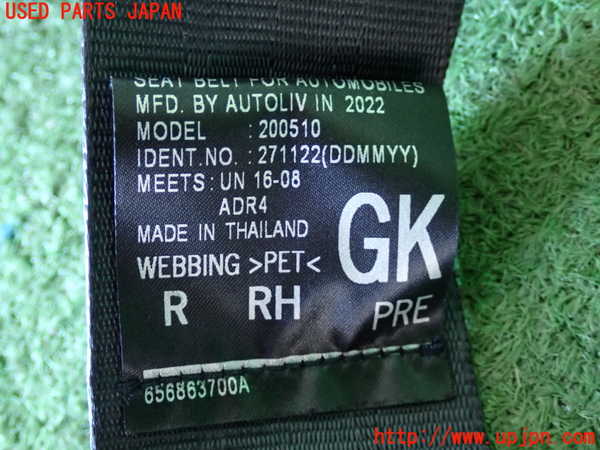 USED PARTS JAPAN
SEAT BELT FOR AUTOMOBILES
MFD. BY AUTOLIV IN 2022
MODEL : 200510
IDENT.NO. : 271122(DDMMYY)
MEETS: UN 16-08
ADR4
MADE IN THAILAND
WEBBING >PET<
GK
R RH PRE
656863700A
http://www.upjpn.com/